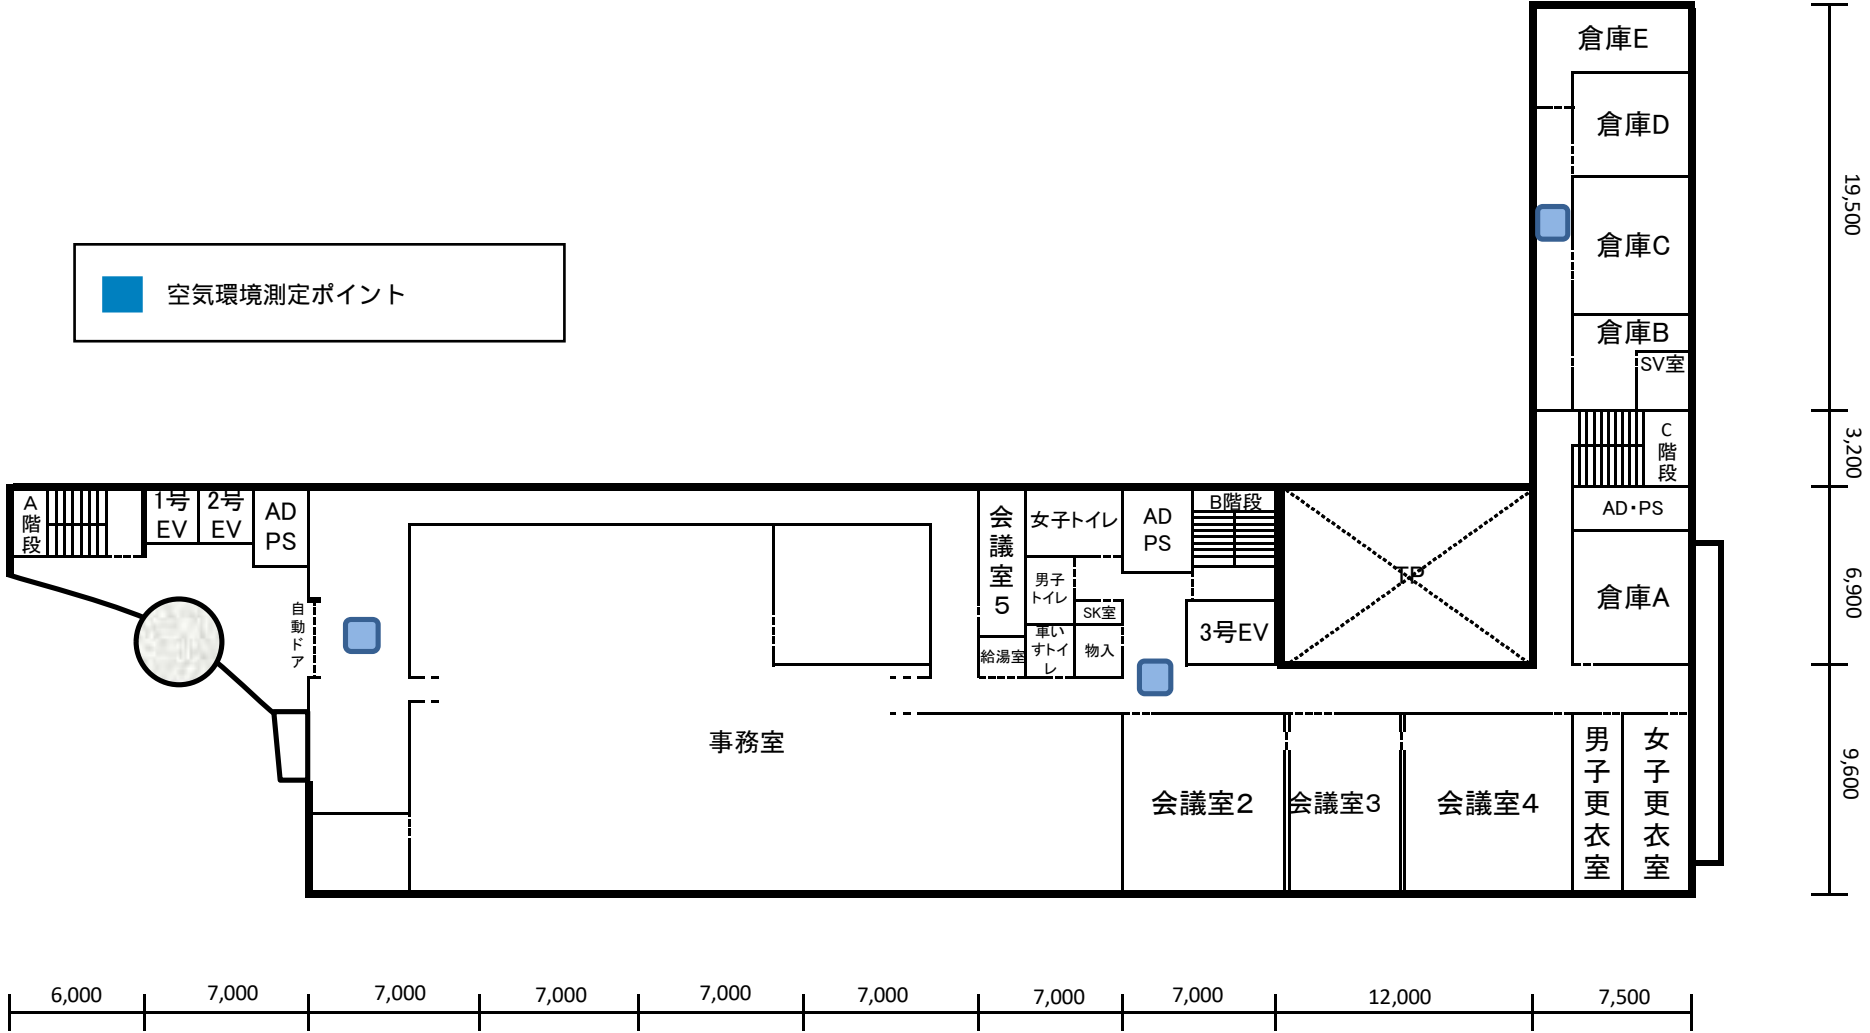 倉庫E
倉庫D
倉庫C
倉庫B
SV室
空気環境測定ポイント
C
階
段
A
階
段
1号
EV
2号
EV
AD
PS
会
議
室
5
女子トイレ
AD
PS
B階段
AD・PS
男子
トイレ
SK室
TP
倉庫A
自
動
ド
ア
給湯室
車い
すトイ
レ
物入
3号EV
事務室
会議室2
会議室3
会議室4
男
子
更
衣
室
女
子
更
衣
室
19,500
3,200
6,900
9,600
6,000
7,000
7,000
7,000
7,000
7,000
7,000
7,000
12,000
7,500